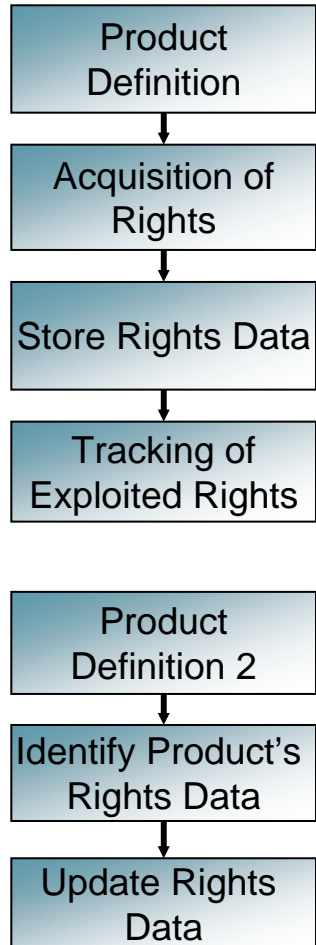 Product
Definition
Acquisition of
Rights
Store Rights Data
Tracking of
Exploited Rights
Product
Definition 2
Identify Product’s
Rights Data
Update Rights
Data